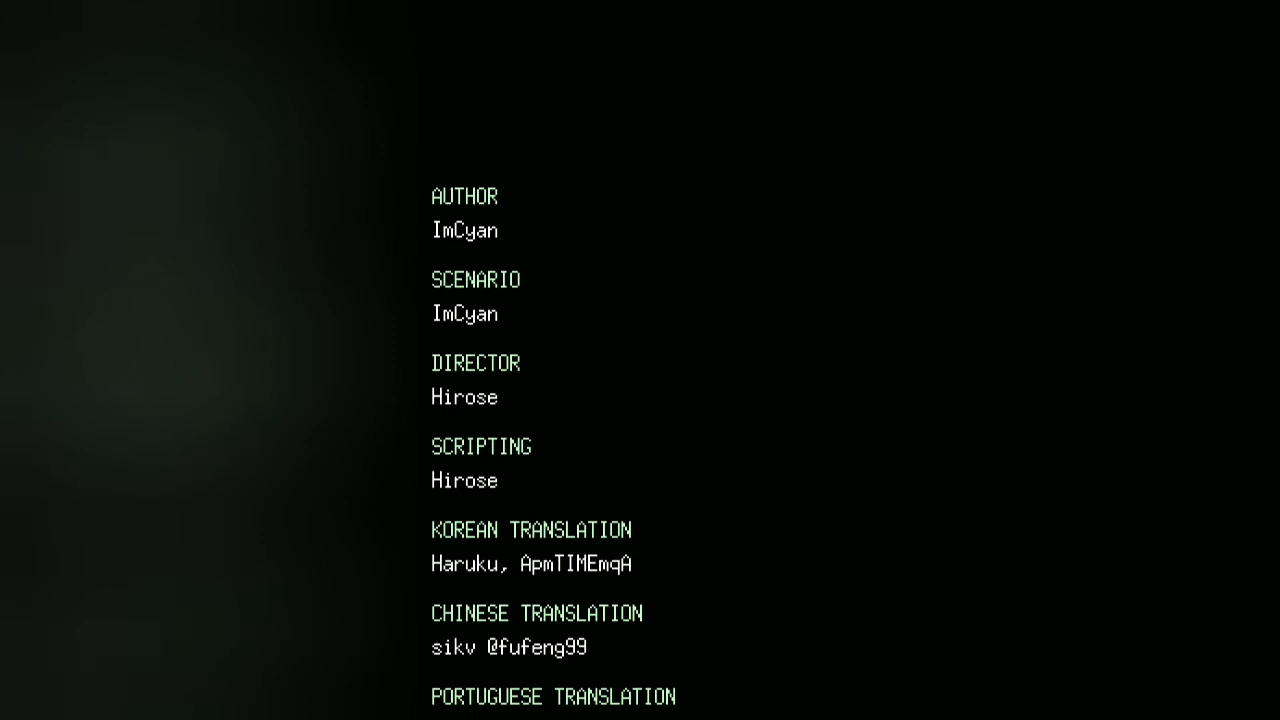 AUTHOR
ImCyan
SCENARIO
ImCyan
DIRECTOR
Hirose
SCRIPTING
Hirose
KOREAN TRANSLATION
Haruku, ApmTIMEmqA
CHINESE TRANSLATION
sikv @fufeng99
PORTUGUESE TRANSLATION